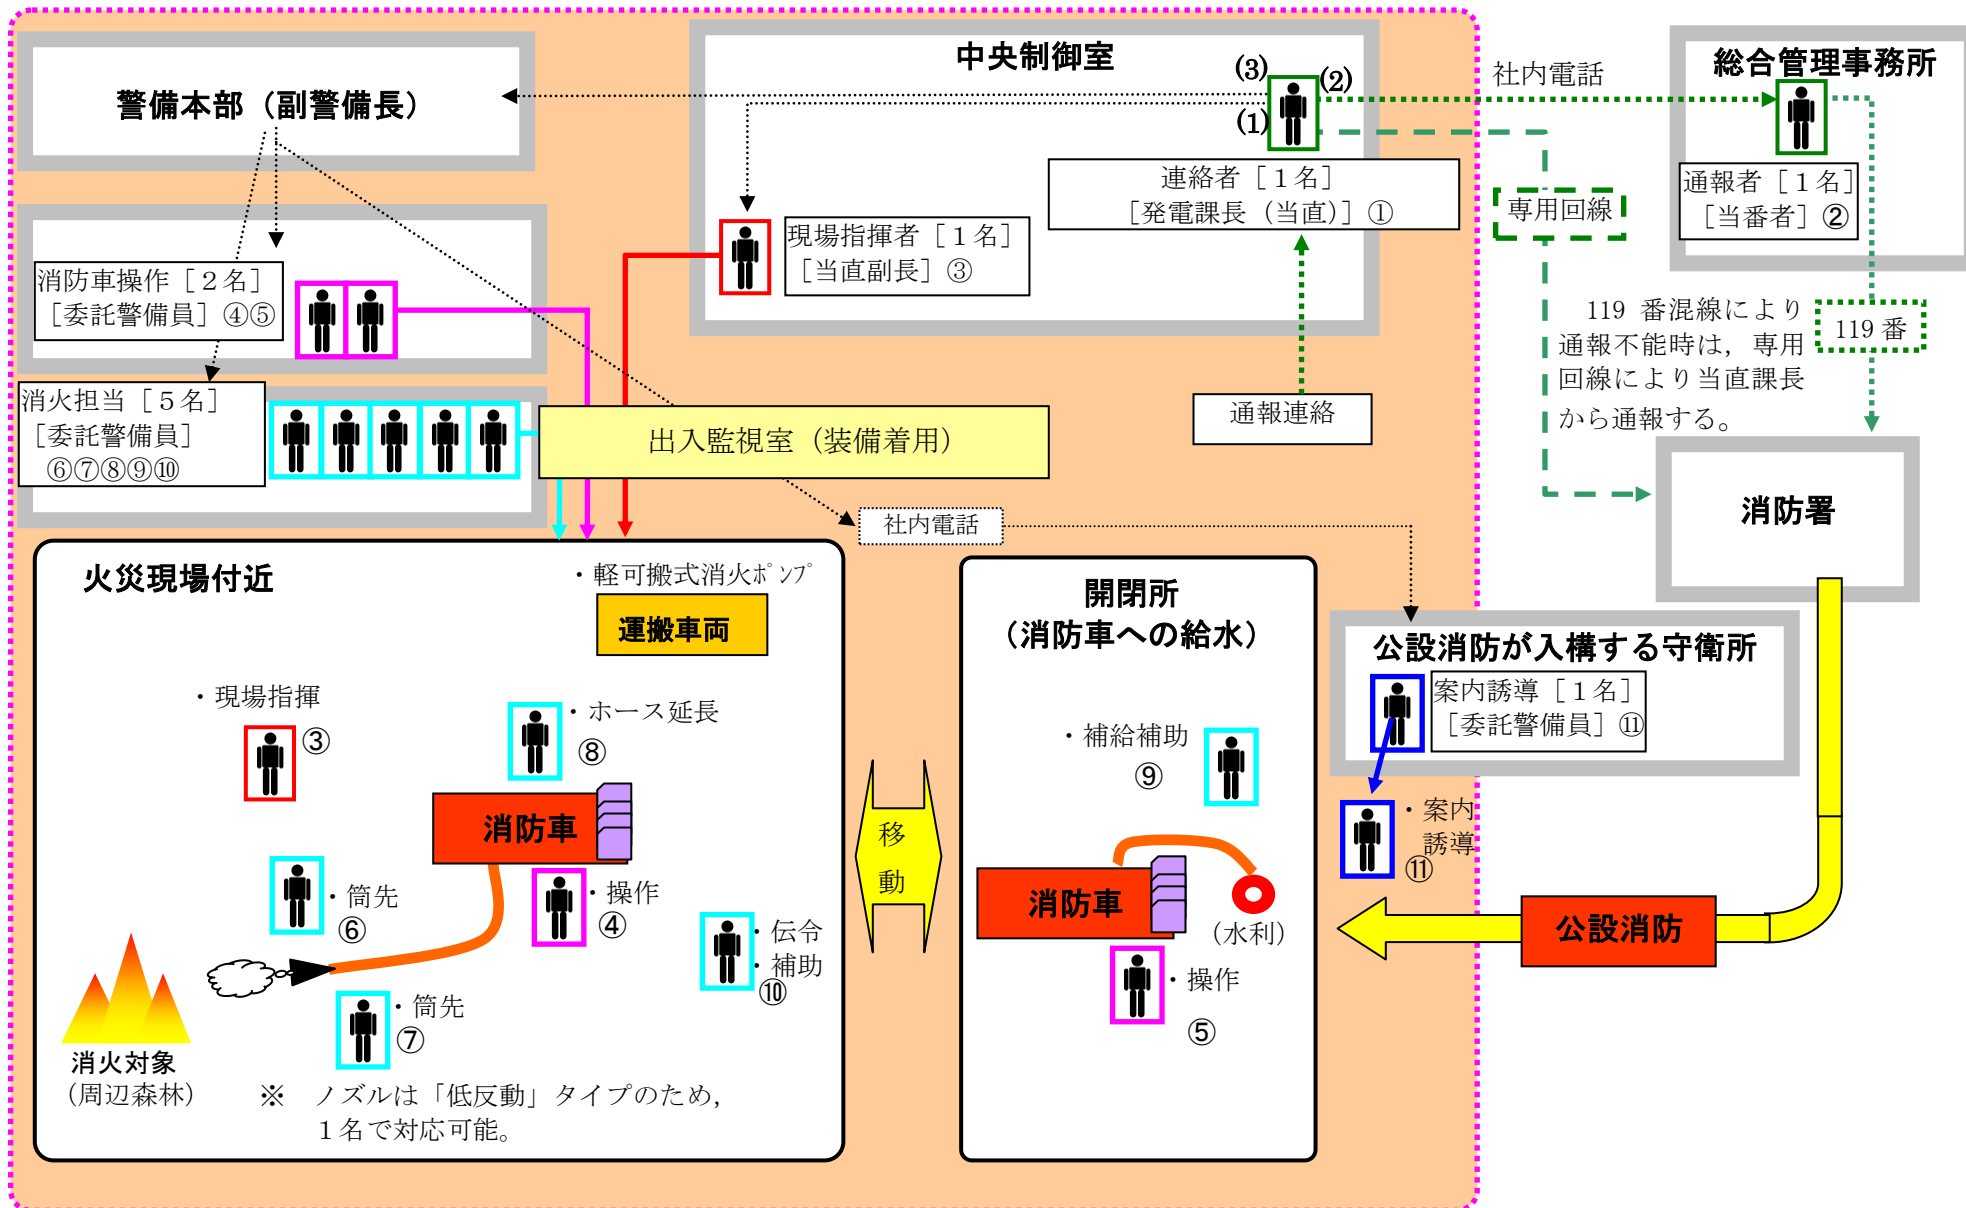 中央制御室
(3)
(2)
(1)
社内電話
総合管理事務所
警備本部（副警備長）
連絡者［１名］
［発電課長（当直）］①
通報者［１名］
［当番者］②
専用回線
現場指揮者［１名］
［当直副長］③
消防車操作［２名］
［委託警備員］④⑤
119 番混線により
通報不能時は，専用
回線により当直課長
から通報する。
119 番
消火担当［５名］
［委託警備員］
⑥⑦⑧⑨⑩
出入監視室（装備着用）
通報連絡
社内電話
消防署
火災現場付近
・軽可搬式消火ﾎﾟﾝﾌﾟ
運搬車両
開閉所
（消防車への給水）
公設消防が入構する守衛所
案内誘導［１名］
［委託警備員］⑪
・現場指揮
③
・ホース延長
⑧
・補給補助
⑨
消防車
移
動
・案内
誘導
⑪
・筒先
⑥
・操作
④
消防車
（水利）
公設消防
・伝令
・補助
⑩
・操作
⑤
・筒先
⑦
消火対象
（周辺森林）
※　ノズルは「低反動」タイプのため，
１名で対応可能。